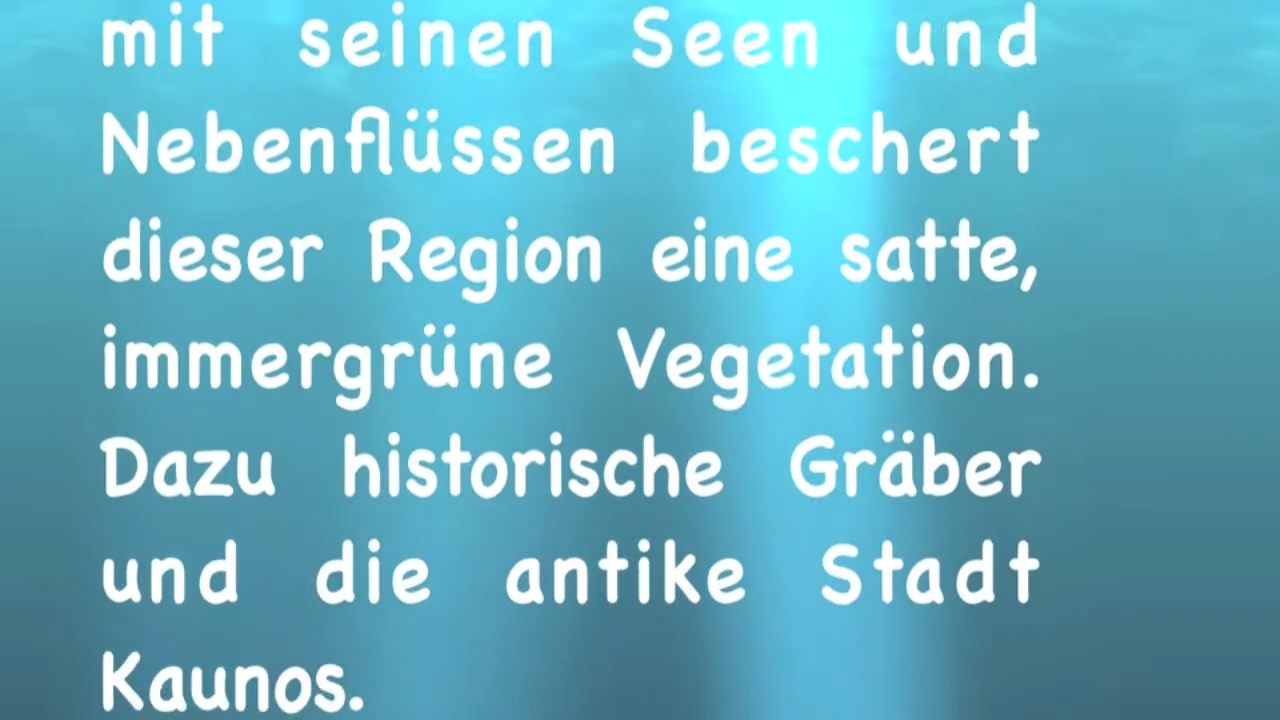 mit seinen Seen und
Nebenflüssen beschert
dieser Region eine satte,
immergrüne Vegetation.
Dazu historische Gräber
und die antike Stadt
Kaunos.